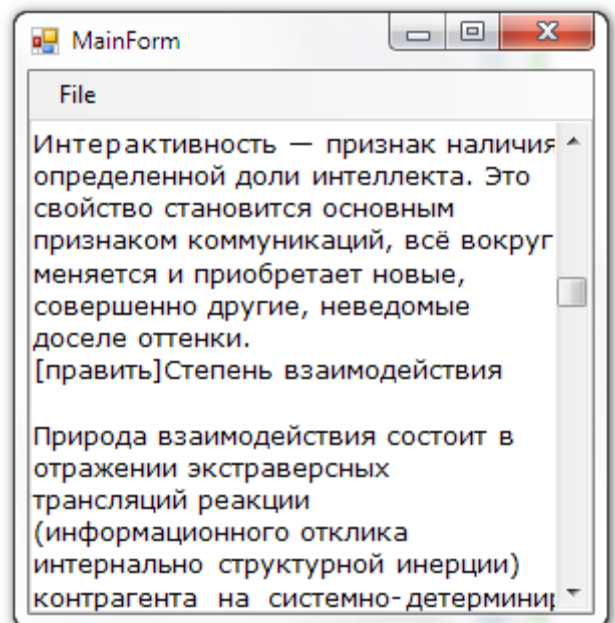 MainForm
File
Интерактивность — признак наличия
определенной доли интеллекта. Это
свойство становится основным
признаком коммуникаций, всё вокруг
меняется и приобретает новые,
совершенно другие, неведомые
доселе оттенки.
[править]Степень взаимодействия
Природа взаимодействия состоит в
отражении экстраверсных
трансляций реакции
(информационного отклика
интернально структурной инерции)
контрагента на системно-детерминир